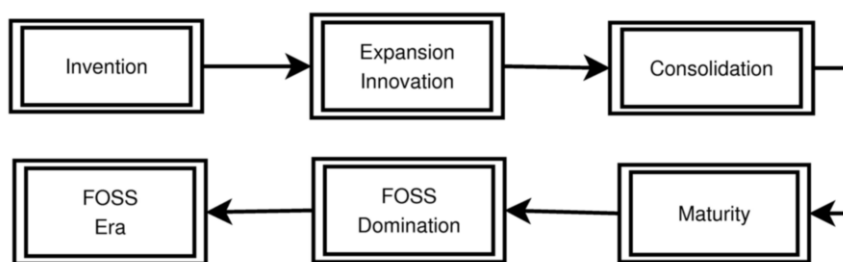 Invention
Expansion
Innovation
Consolidation
FOSS
Era
FOSS
Domination
Maturity